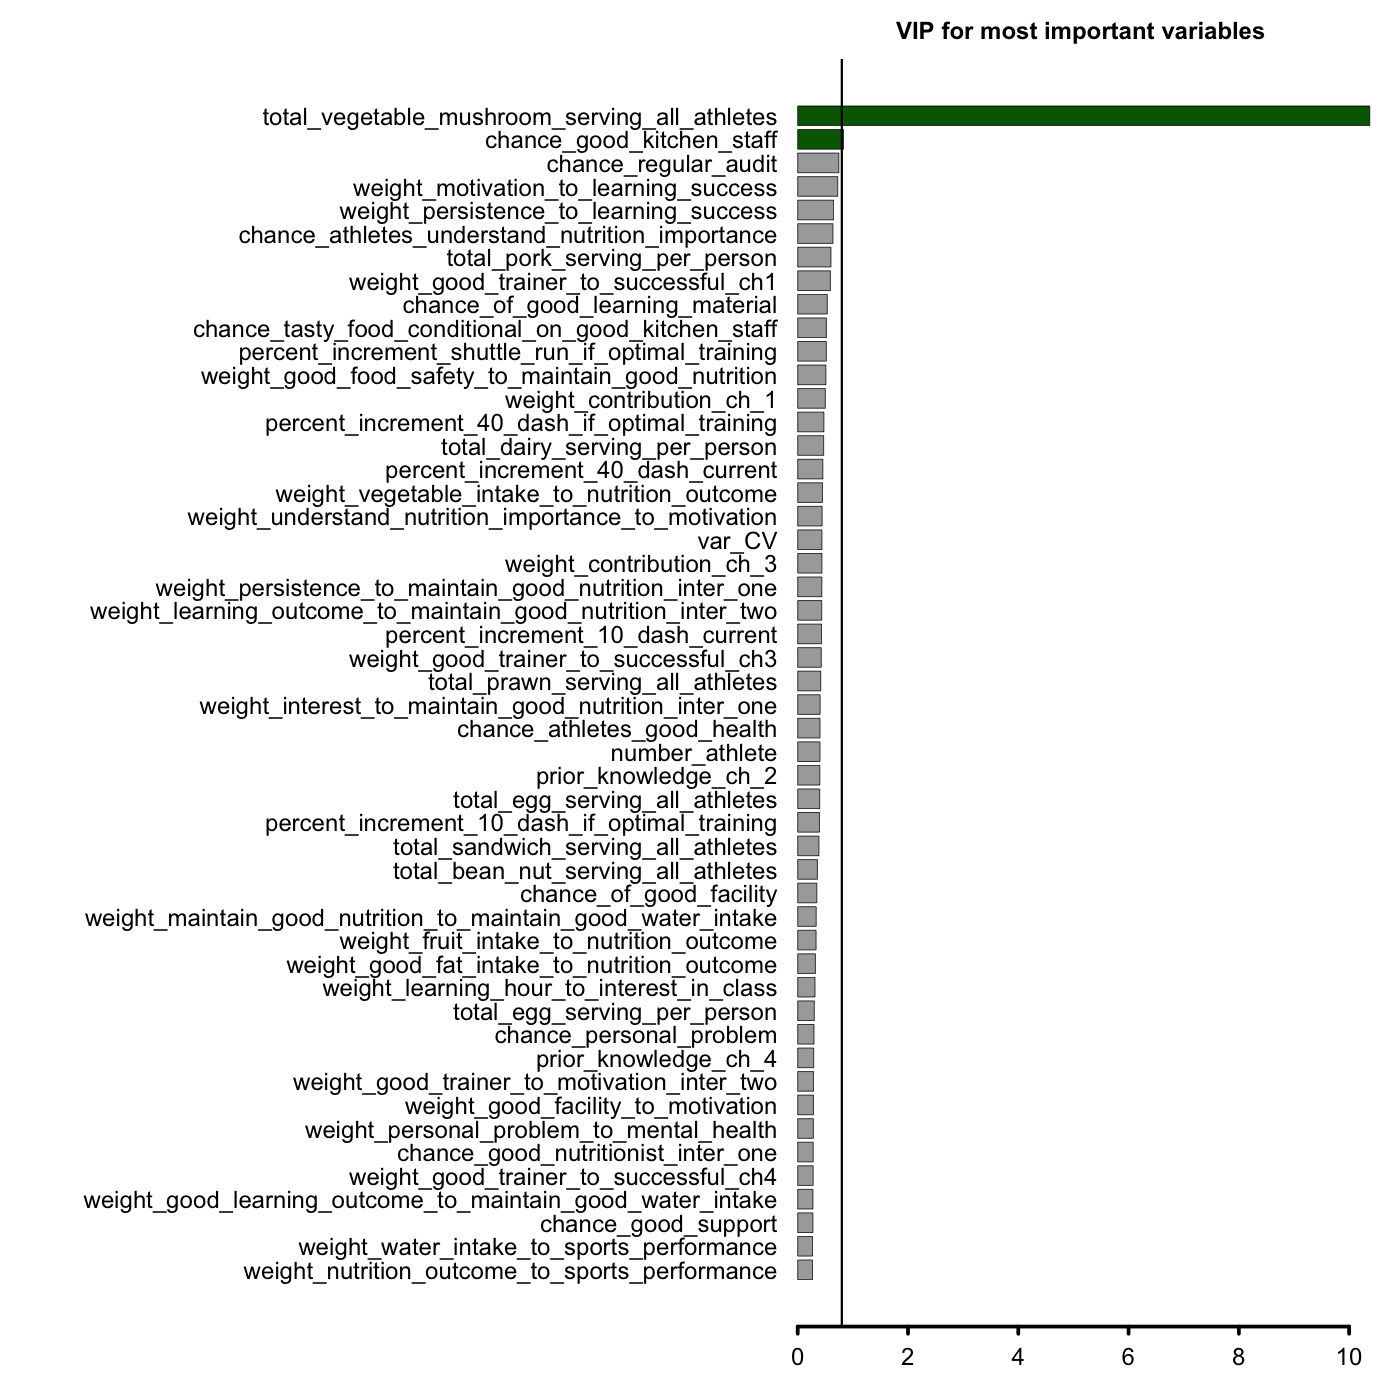 VIP for most important variables
total_vegetable_mushroom_serving_all_athletes
chance_good_kitchen_staff
chance_regular_audit
weight_motivation_to_learning_success
weight_persistence_to_learning_success
chance_athletes_understand_nutrition_importance
total_pork_serving_per_person
weight_good_trainer_to_successful_ch1
chance_of_good_learning_material
chance_tasty_food_conditional_on_good_kitchen_staff
percent_increment_shuttle_run_if_optimal_training
weight_good_food_safety_to_maintain_good_nutrition
weight_contribution_ch_1
percent_increment_40_dash_if_optimal_training
total_dairy_serving_per_person
percent_increment_40_dash_current
weight_vegetable_intake_to_nutrition_outcome
weight_understand_nutrition_importance_to_motivation
var_CV
weight_contribution_ch_3
weight_persistence_to_maintain_good_nutrition_inter_one
weight_learning_outcome_to_maintain_good_nutrition_inter_two
percent_increment_10_dash_current
weight_good_trainer_to_successful_ch3
total_prawn_serving_all_athletes
weight_interest_to_maintain_good_nutrition_inter_one
chance_athletes_good_health
number_athlete
prior_knowledge_ch_2
total_egg_serving_all_athletes
percent_increment_10_dash_if_optimal_training
total_sandwich_serving_all_athletes
total_bean_nut_serving_all_athletes
chance_of_good_facility
weight_maintain_good_nutrition_to_maintain_good_water_intake
weight_fruit_intake_to_nutrition_outcome
weight_good_fat_intake_to_nutrition_outcome
weight_learning_hour_to_interest_in_class
total_egg_serving_per_person
chance_personal_problem
prior_knowledge_ch_4
weight_good_trainer_to_motivation_inter_two
weight_good_facility_to_motivation
weight_personal_problem_to_mental_health
chance_good_nutritionist_inter_one
weight_good_trainer_to_successful_ch4
weight_good_learning_outcome_to_maintain_good_water_intake
chance_good_support
weight_water_intake_to_sports_performance
weight_nutrition_outcome_to_sports_performance
0 2 4 6 8 10